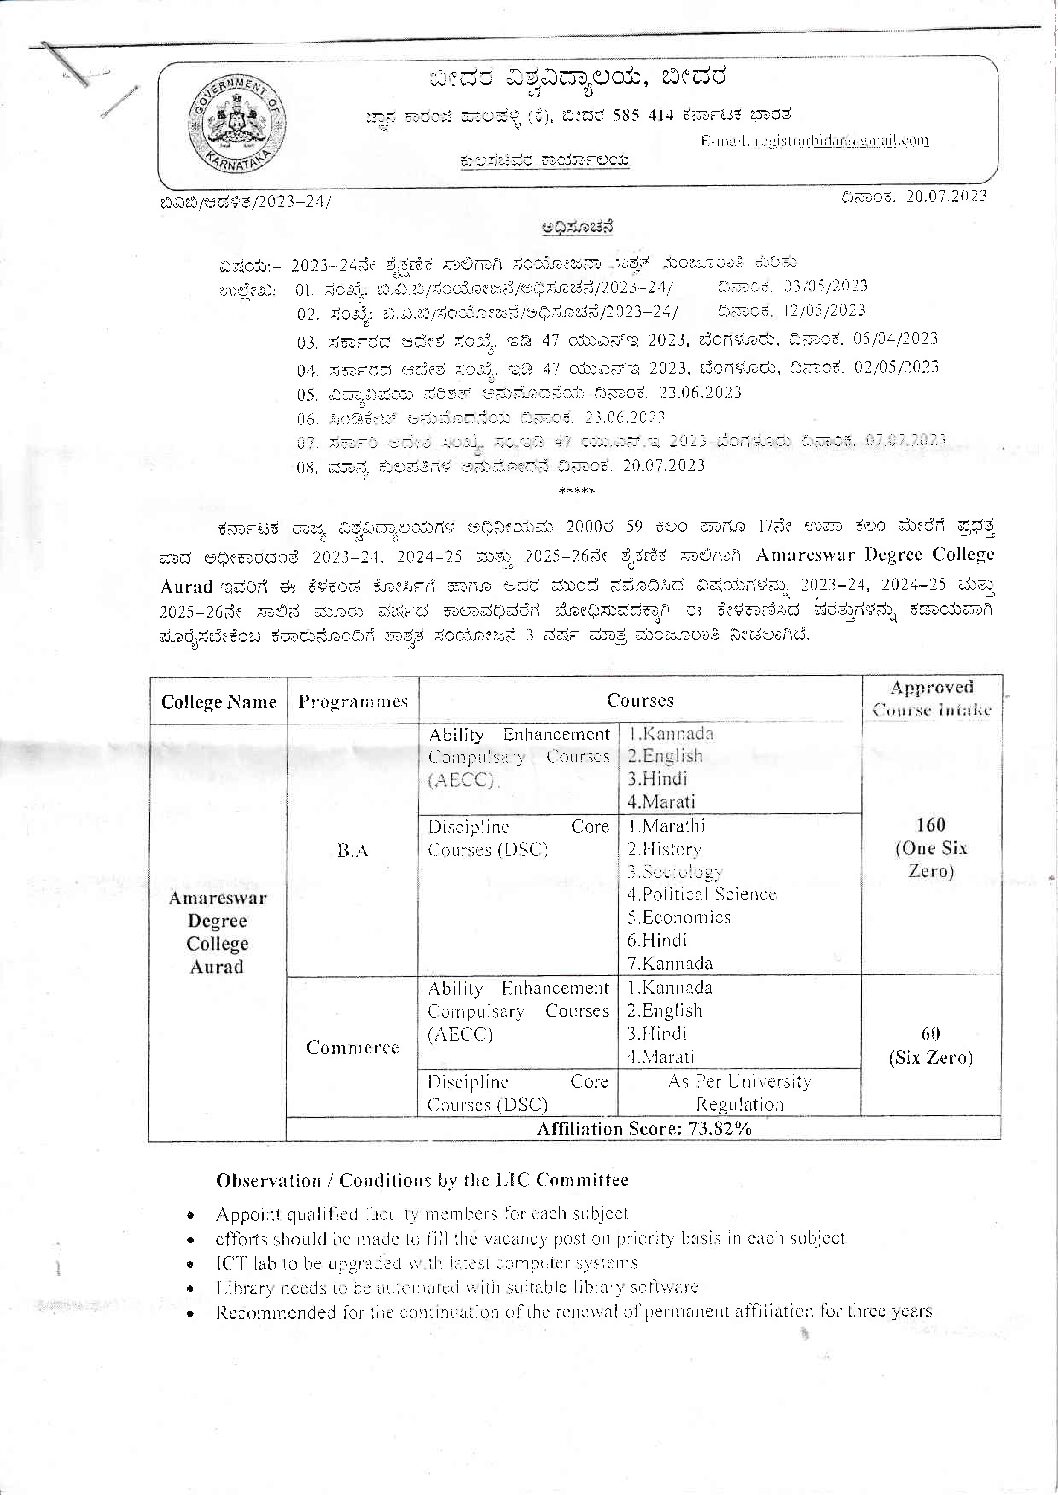 ಬೀದರ ವಿಶ್ವವಿದ್ಯಾಲಯ, ಬೀದರ
GOVERNMENT OF KARNATAKA
ಜ್ಞಾನ ಕಾರಂಜಿ ಹಾಲಹಳ್ಳಿ (ಕೆ), ಬೀದರ 585 414 ಕರ್ನಾಟಕ ಭಾರತ
E-mail. registrarbidar@gmail.com
ಕುಲಸಚಿವರ ಕಾರ್ಯಾಲಯ
ಬಿವಿಬಿ/ಆಡಳಿತ/2023-24/ ದಿನಾಂಕ. 20.07.2023
ಅಧಿಸೂಚನೆ
ವಿಷಯ:- 2023-24ನೇ ಶೈಕ್ಷಣಿಕ ಸಾಲಿಗಾಗಿ ಸಂಯೋಜನಾ ಶಾಶ್ವತ ಮಂಜೂರಾತಿ ಕುರಿತು
ಉಲ್ಲೇಖ: 01. ಸಂಖ್ಯೆ. ಬಿ.ವಿ.ಬಿ/ಸಂಯೋಜನೆ/ಅಧಿಸೂಚನೆ/2023-24/ ದಿನಾಂಕ. 03/05/2023
02. ಸಂಖ್ಯೆ: ಬಿ.ವಿ.ಬಿ/ಸಂಯೋಜನೆ/ಅಧಿಸೂಚನೆ/2023-24/ ದಿನಾಂಕ. 12/05/2023
03. ಸರ್ಕಾರದ ಆದೇಶ ಸಂಖ್ಯೆ. ಇಡಿ 47 ಯುಎನ್ಇ 2023, ಬೆಂಗಳೂರು, ದಿನಾಂಕ. 05/04/2023
04. ಸರ್ಕಾರದ ಆದೇಶ ಸಂಖ್ಯೆ. ಇಡಿ 47 ಯುಎನ್ಇ 2023, ಬೆಂಗಳೂರು, ದಿನಾಂಕ. 02/05/2023
05. ವಿದ್ಯಾವಿಷಯ ಪರಿಶತ್ ಅನುಮೊದನೆಯ ದಿನಾಂಕ. 23.06.2023
06. ಸಿಂಡಿಕೇಟ್ ಅನುಮೊದನೆಯ ದಿನಾಂಕ. 23.06.2023
07. ಸರ್ಕಾರಿ ಆದೇಶ ಸಂಖ್ಯೆ. ಸಂ.ಇಡಿ 47 ಯು.ಎನ್.ಇ 2023 ಬೆಂಗಳೂರು ದಿನಾಂಕ. 07.07.2023
08. ಮಾನ್ಯ ಕುಲಪತಿಗಳ ಅನುಮೋದನೆ ದಿನಾಂಕ. 20.07.2023
*****
ಕರ್ನಾಟಕ ರಾಜ್ಯ ವಿಶ್ವವಿದ್ಯಾಲಯಗಳ ಅಧಿನಿಯಮ 2000ರ 59 ಕಲಂ ಹಾಗೂ 17ನೇ ಉಪಾ ಕಲಂ ಮೇರೆಗೆ ಪ್ರಧತ್ತ
ವಾದ ಅಧೀಕಾರದಂತೆ 2023-24, 2024-25 ಮತ್ತು 2025-26ನೇ ಶೈಕ್ಷಣಿಕ ಸಾಲಿಗಾಗಿ Amareswar Degree College
Aurad ಇವರಿಗೆ ಈ ಕೆಳಕಂಡ ಕೋರ್ಸಿಗೆ ಹಾಗೂ ಅದರ ಮುಂದೆ ನಮೂದಿಸಿದ ವಿಷಯಗಳನ್ನು 2023-24, 2024-25 ಮತ್ತು
2025-26ನೇ ಸಾಲಿನ ಮೂರು ವರ್ಷದ ಕಾಲಾವಧಿವರೆಗೆ ಬೋಧಿಸುವದಕ್ಕಾಗಿ ಈ ಕೇಳಕಾಣಿಸಿದ ಷರತ್ತುಗಳನ್ನು ಕಡಾಯವಾಗಿ
ಪೂರೈಸಬೇಕೆಂಬ ಕರಾರುನೊಂದಿಗೆ ಶಾಶ್ವತ ಸಂಯೋಜನೆ 3 ವರ್ಷ ಮಾತ್ರ ಮಂಜೂರಾತಿ ನೀಡಲಾಗಿದೆ.
College Name Programmes Courses Approved Course Intake
Amareswar Degree College Aurad
B.A
Ability Enhancement Compulsary Courses (AECC).
1.Kannada
2.English
3.Hindi
4.Marati
Discipline Core Courses (DSC)
1.Marathi
2.History
3.Sociology
4.Political Science
5.Economics
6.Hindi
7.Kannada
160
(One Six
Zero)
Commerce
Ability Enhancement Compulsary Courses (AECC)
1.Kannada
2.English
3.Hindi
4.Marati
Discipline Core Courses (DSC)
As Per University
Regulation
60
(Six Zero)
Affiliation Score: 73.82%
Observation / Conditions by the LIC Committee
• Appoint qualified faculty members for each subject
• efforts should be made to fill the vacancy post on priority basis in each subject
• ICT lab to be upgraded with latest computer systems
• Library needs to be automated with suitable library software
• Recommended for the continuation of the renewal of permanent affiliation for three years